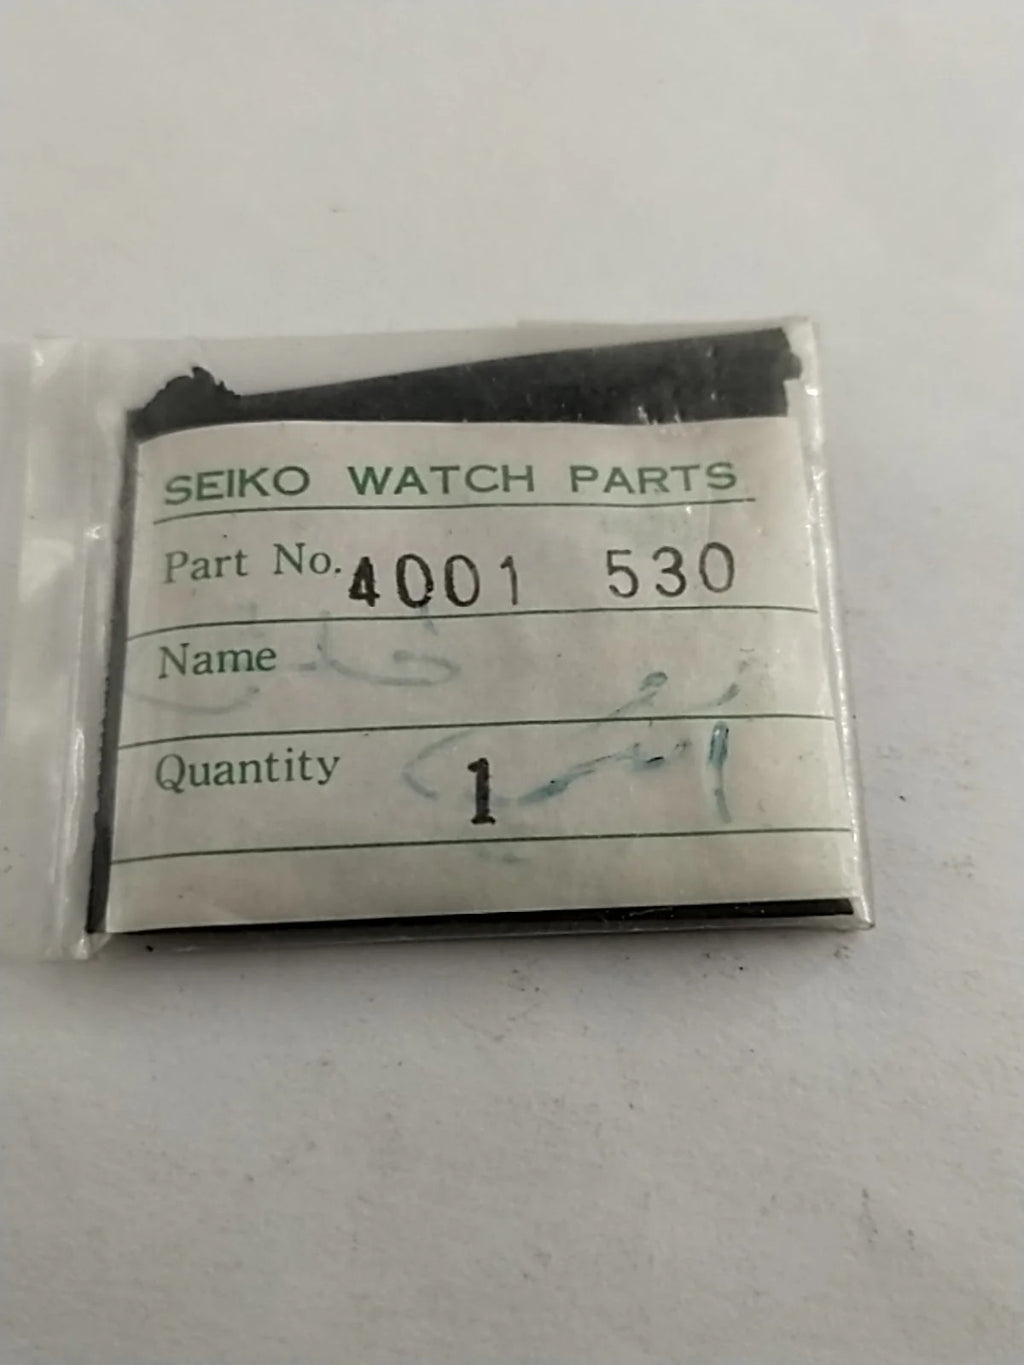 SEIKO WATCH PARTS
Part No. 4001 530
Name
Quantity 1